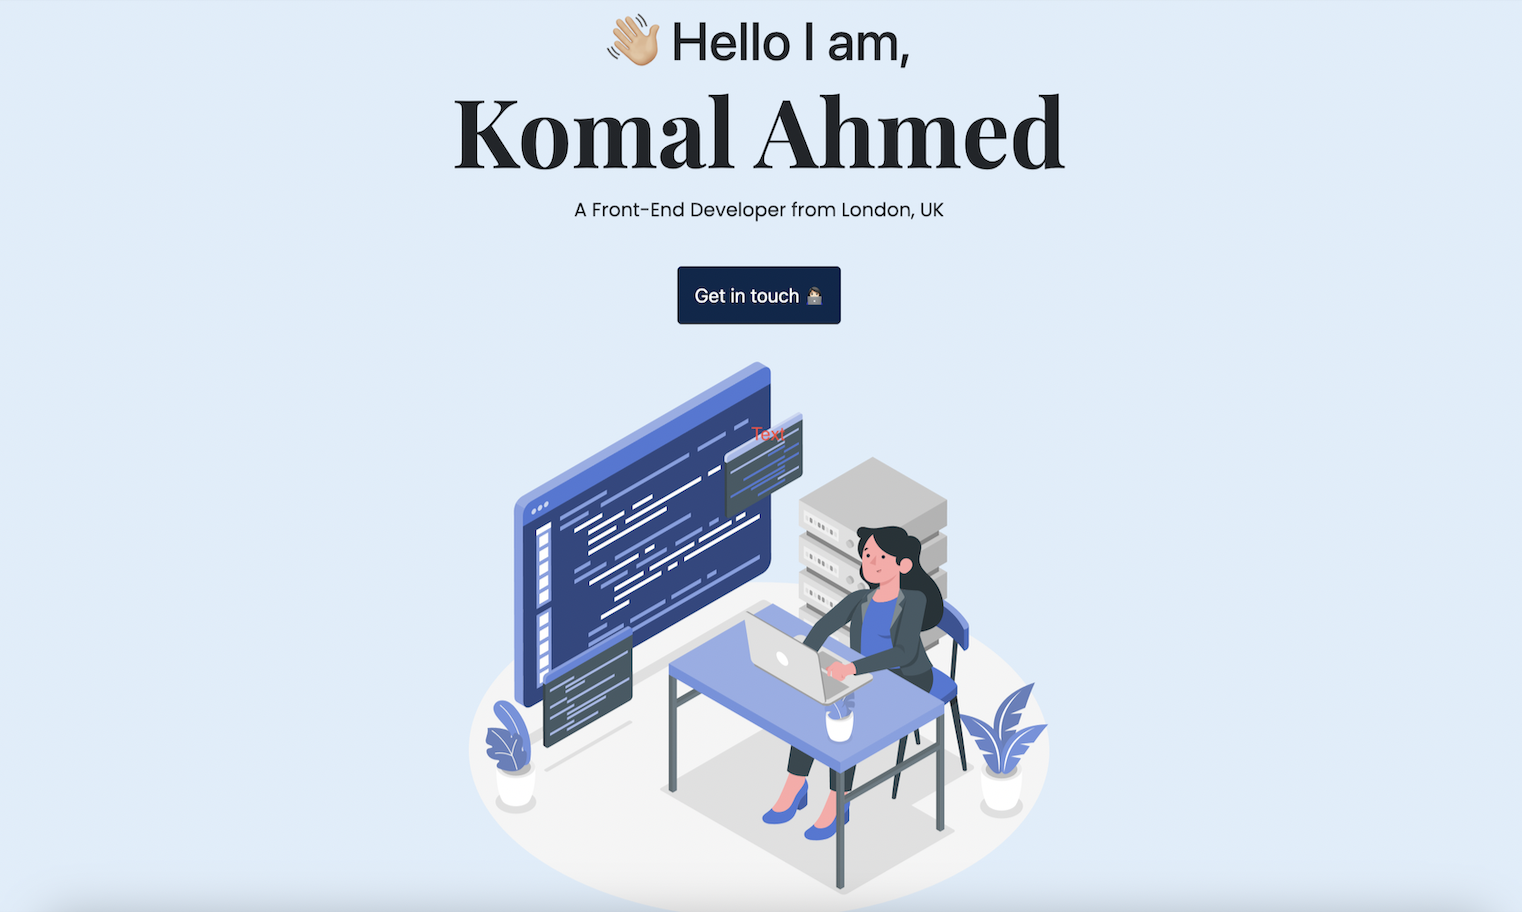 Hello I am,
Komal Ahmed
A Front-End Developer from London, UK
Get in touch
Text